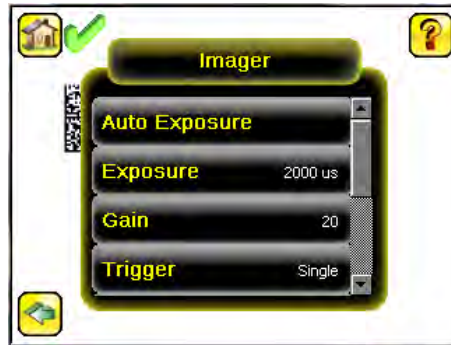 Imager
Auto Exposure
Exposure 2000 us
Gain 20
Trigger Single
?